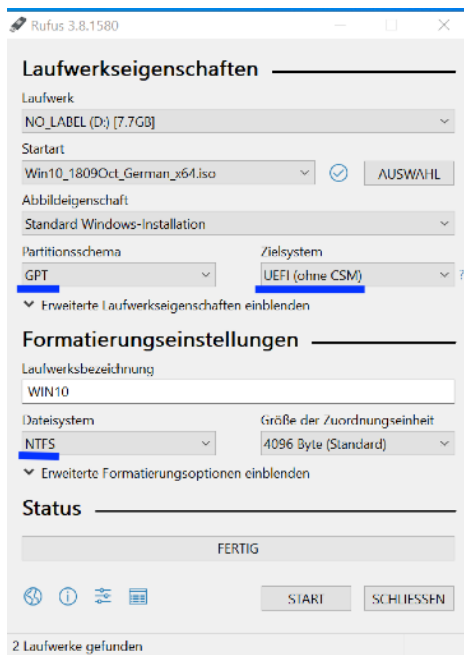 Rufus 3.8.1580
Laufwerkseigenschaften
Laufwerk
NO_LABEL (D:) [7.7GB]
Startart
Win10_1809Oct_German_x64.iso
AUSWAHL
Abbildeigenschaft
Standard Windows-Installation
Partitionsschema
Zielsystem
GPT
UEFI (ohne CSM)
?
Erweiterte Laufwerkseigenschaften einblenden
Formatierungseinstellungen
Laufwerksbezeichnung
WIN10
Dateisystem
Größe der Zuordnungseinheit
NTFS
4096 Byte (Standard)
Erweiterte Formatierungsoptionen einblenden
Status
FERTIG
START
SCHLIESSEN
2 Laufwerke gefunden